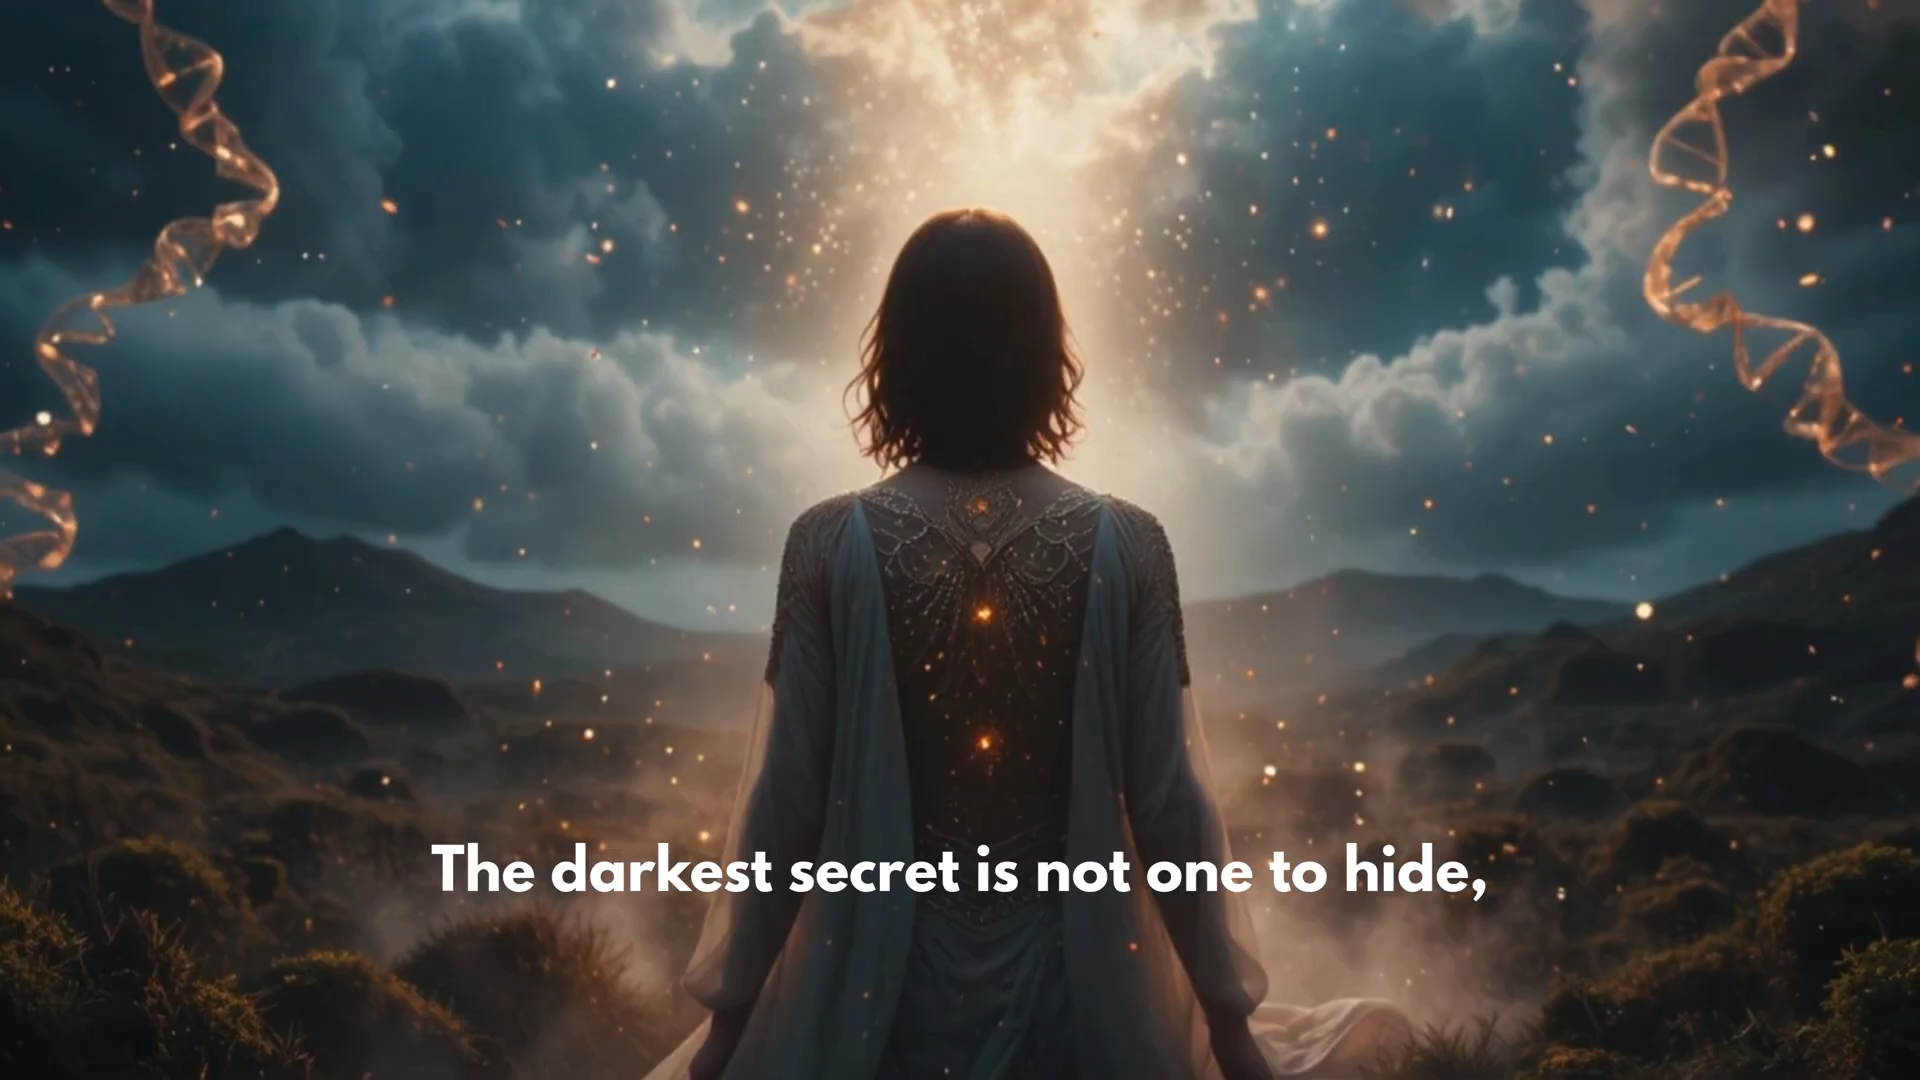 The darkest secret is not one to hide,